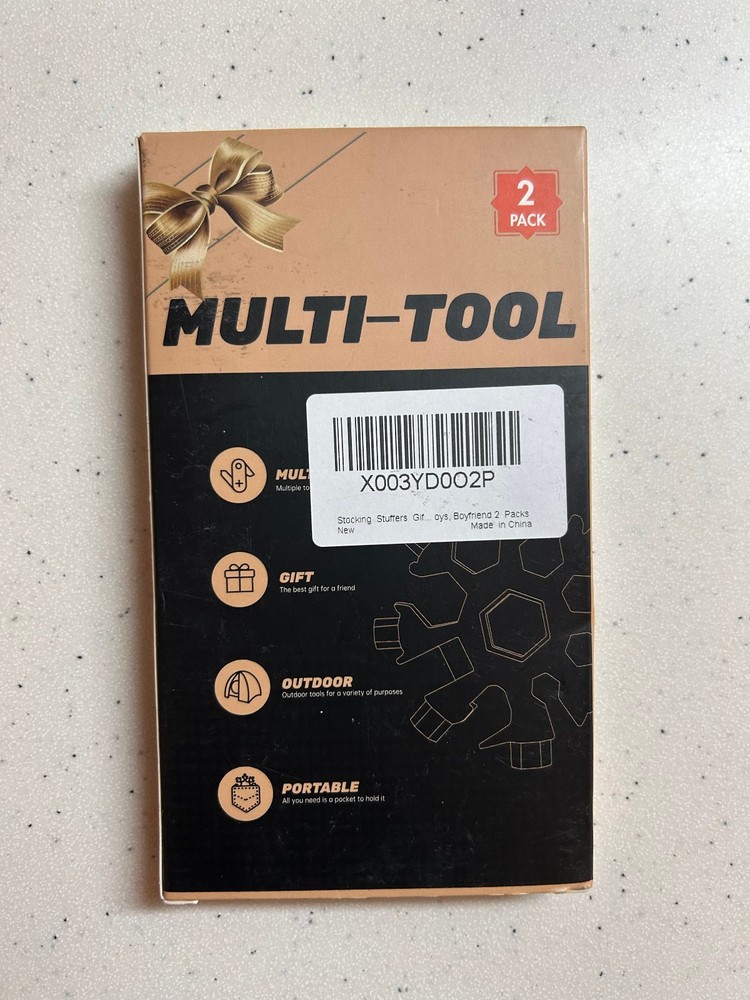 2
PACK
MULTI-TOOL
X003YD0O2P
Stocking Stuffers Gif... oys, Boyfriend 2 Packs
New Made in China
MUL
Multiple to
GIFT
The best gift for a friend
OUTDOOR
Outdoor tools for a variety of purposes
PORTABLE
All you need is a pocket to hold it